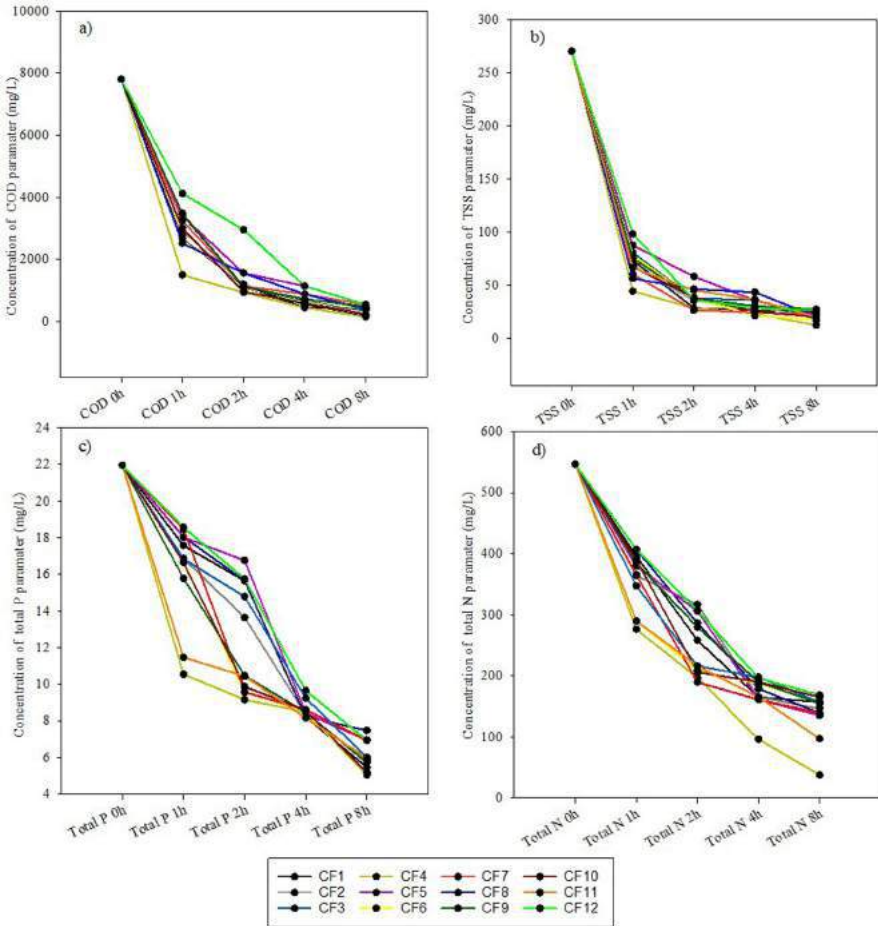 a)
Concentration of COD paramater (mg/L)
10000
8000
6000
4000
2000
0
COD 0h
COD 1h
COD 2h
COD 4h
COD 8h
b)
Concentration of TSS paramater (mg/L)
300
250
200
150
100
50
0
TSS 0h
TSS 1h
TSS 2h
TSS 4h
TSS 8h
c)
Concentration of total P paramater (mg/L)
24
22
20
18
16
14
12
10
8
6
4
Total P 0h
Total P 1h
Total P 2h
Total P 4h
Total P 8h
d)
Concentration of total N paramater (mg/L)
600
500
400
300
200
100
0
Total N 0h
Total N 1h
Total N 2h
Total N 4h
Total N 8h
CF1 CF4 CF7 CF10
CF2 CF5 CF8 CF11
CF3 CF6 CF9 CF12